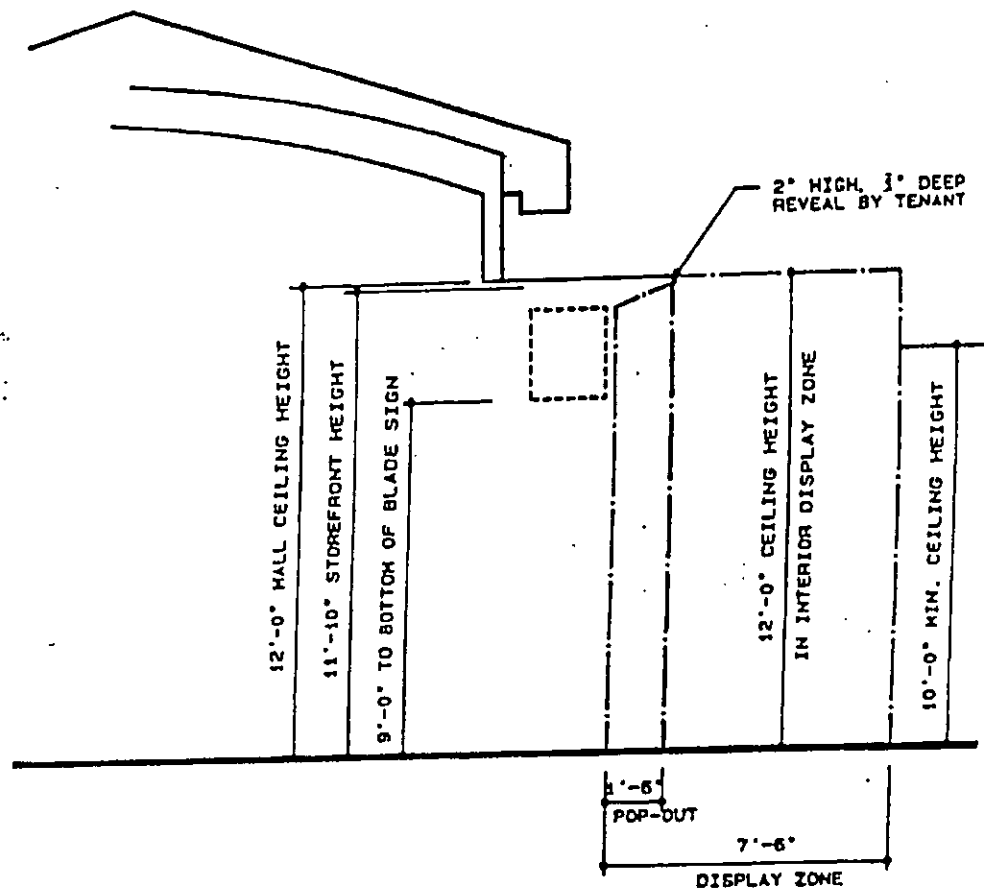 2" HIGH, DEEP
REVEAL BY TENANT
12'-0" MALL CEILING HEIGHT
11'-10" STOREFRONT HEIGHT
9'-0" TO BOTTOM OF BLADE SIGN
12'-0" CEILING HEIGHT
IN INTERIOR DISPLAY ZONE
10'-0" MIN. CEILING HEIGHT
1'-6"
POP-OUT
7'-6"
DISPLAY ZONE